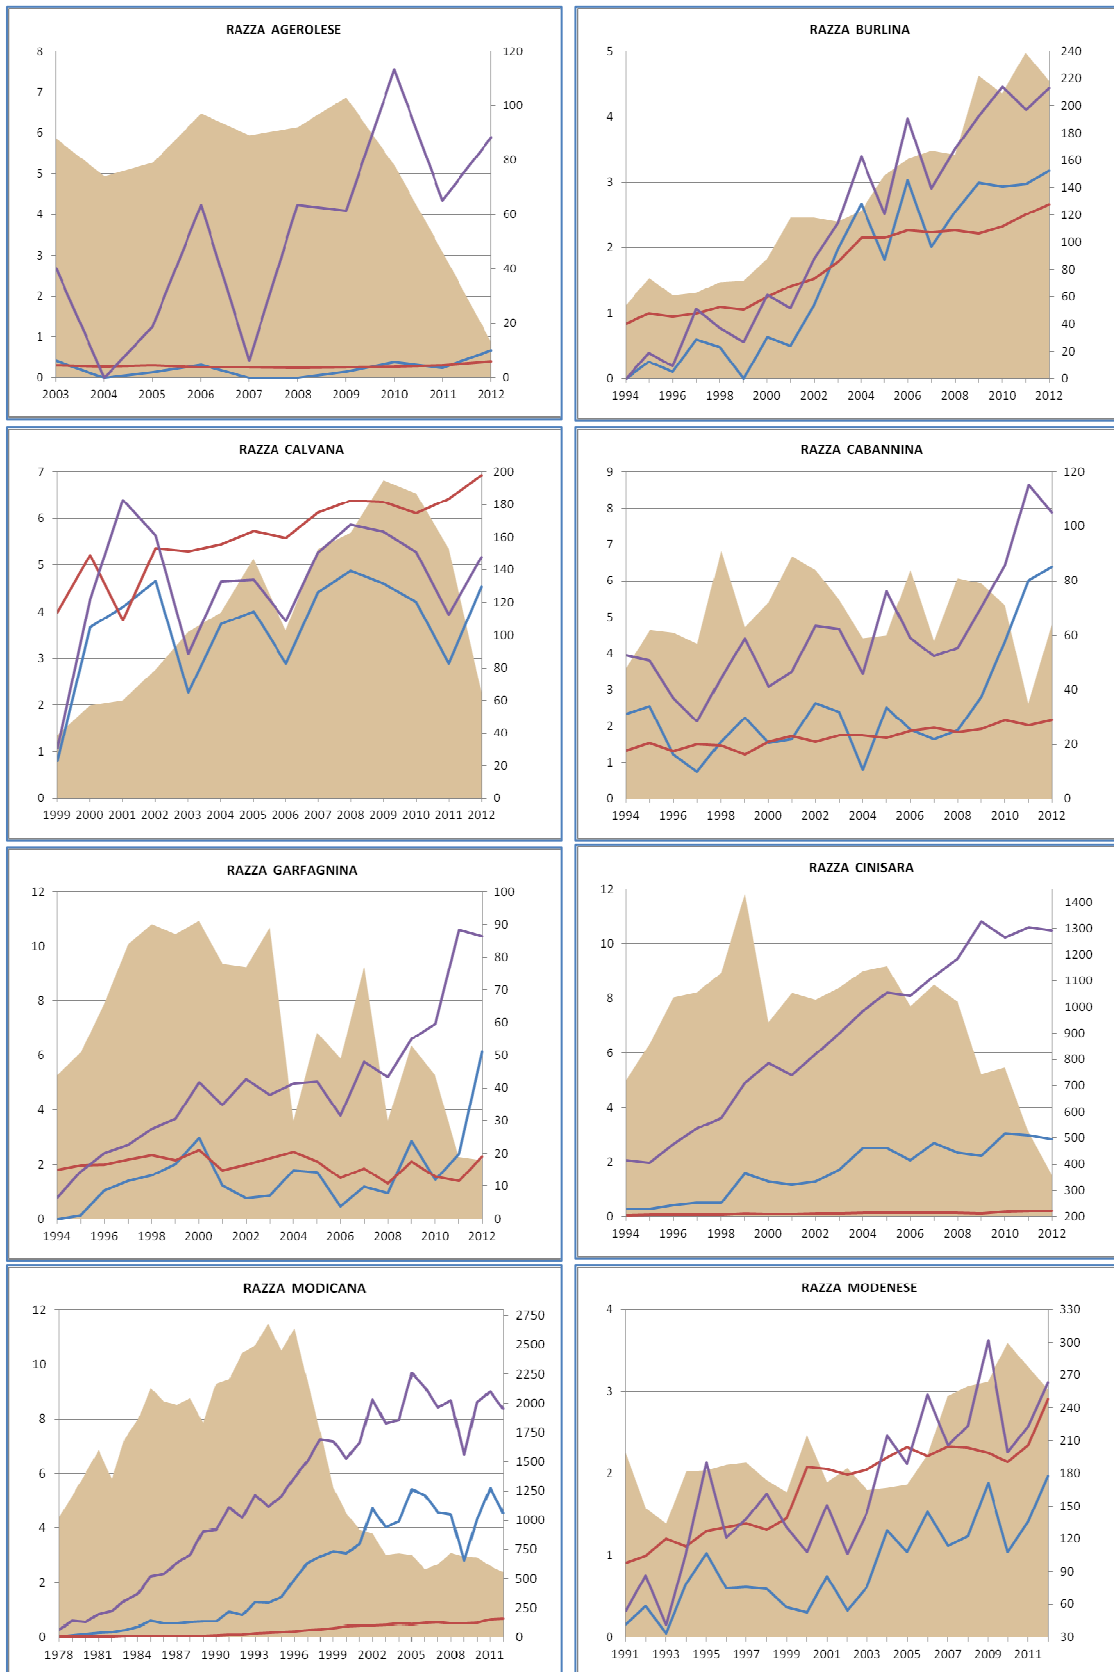 RAZZA AGEROLESE
8 7 6 5 4 3 2 1 0
120 100 80 60 40 20 0
2003 2004 2005 2006 2007 2008 2009 2010 2011 2012
RAZZA BURLINA
5 4 3 2 1 0
240 220 200 180 160 140 120 100 80 60 40 20 0
1994 1996 1998 2000 2002 2004 2006 2008 2010 2012
RAZZA CALVANA
7 6 5 4 3 2 1 0
200 180 160 140 120 100 80 60 40 20 0
1999 2000 2001 2002 2003 2004 2005 2006 2007 2008 2009 2010 2011 2012
RAZZA CABANNINA
9 8 7 6 5 4 3 2 1 0
120 100 80 60 40 20 0
1994 1996 1998 2000 2002 2004 2006 2008 2010 2012
RAZZA GARFAGNINA
12 10 8 6 4 2 0
100 90 80 70 60 50 40 30 20 10 0
1994 1996 1998 2000 2002 2004 2006 2008 2010 2012
RAZZA CINISARA
12 10 8 6 4 2 0
1400 1300 1200 1100 1000 900 800 700 600 500 400 300 200
1994 1996 1998 2000 2002 2004 2006 2008 2010 2012
RAZZA MODICANA
12 10 8 6 4 2 0
2750 2500 2250 2000 1750 1500 1250 1000 750 500 250 0
1978 1981 1984 1987 1990 1993 1996 1999 2002 2005 2008 2011
RAZZA MODENESE
4 3 2 1 0
330 300 270 240 210 180 150 120 90 60 30
1991 1993 1995 1997 1999 2001 2003 2005 2007 2009 2011